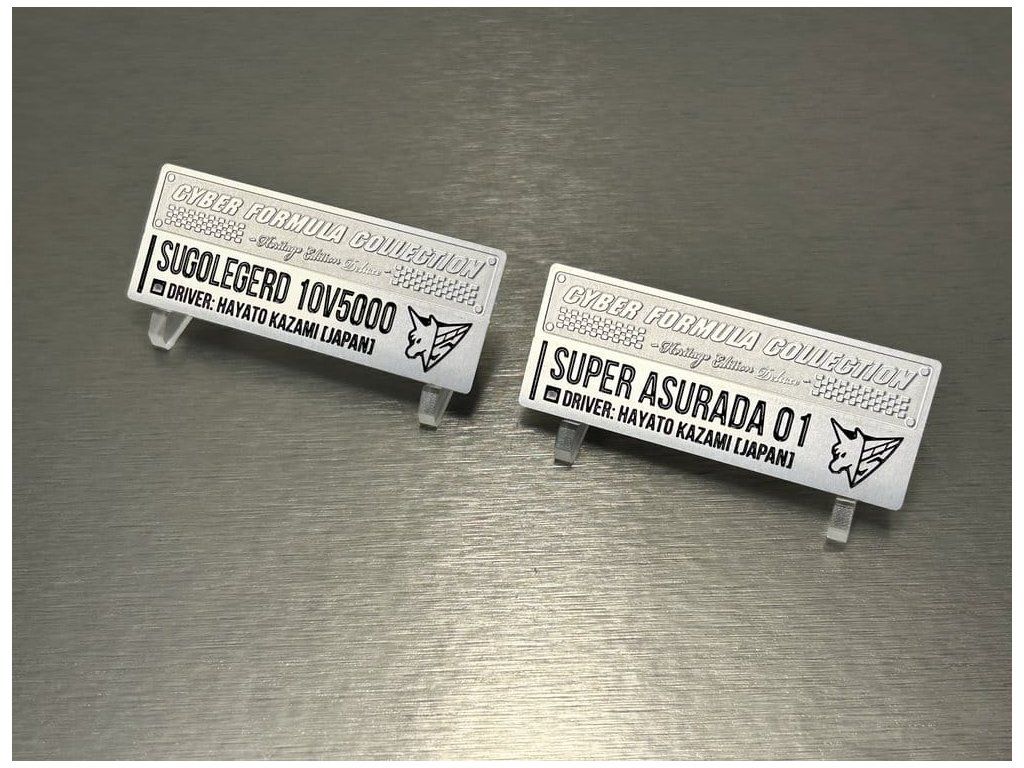 CYBER FORMULA COLLECTION
- Heritage Edition Deluxe -
SUGOLEGERD 10V5000
DRIVER: HAYATO KAZAMI [JAPAN]
CYBER FORMULA COLLECTION
- Heritage Edition Deluxe -
SUPER ASURADA 01
DRIVER: HAYATO KAZAMI [JAPAN]